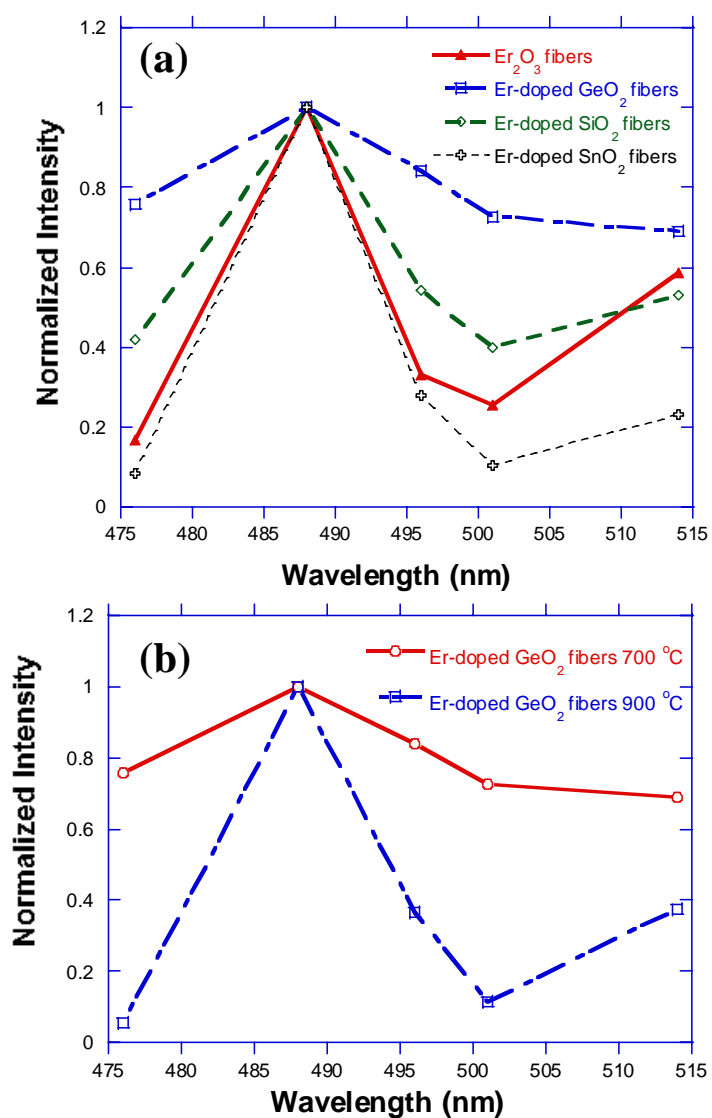 (a)
Er2O3 fibers
Er-doped GeO2 fibers
Er-doped SiO2 fibers
Er-doped SnO2 fibers
Normalized Intensity
1.2
1
0.8
0.6
0.4
0.2
0
475 480 485 490 495 500 505 510 515
Wavelength (nm)
(b)
Er-doped GeO2 fibers 700 °C
Er-doped GeO2 fibers 900 °C
Normalized Intensity
1.2
1
0.8
0.6
0.4
0.2
0
475 480 485 490 495 500 505 510 515
Wavelength (nm)